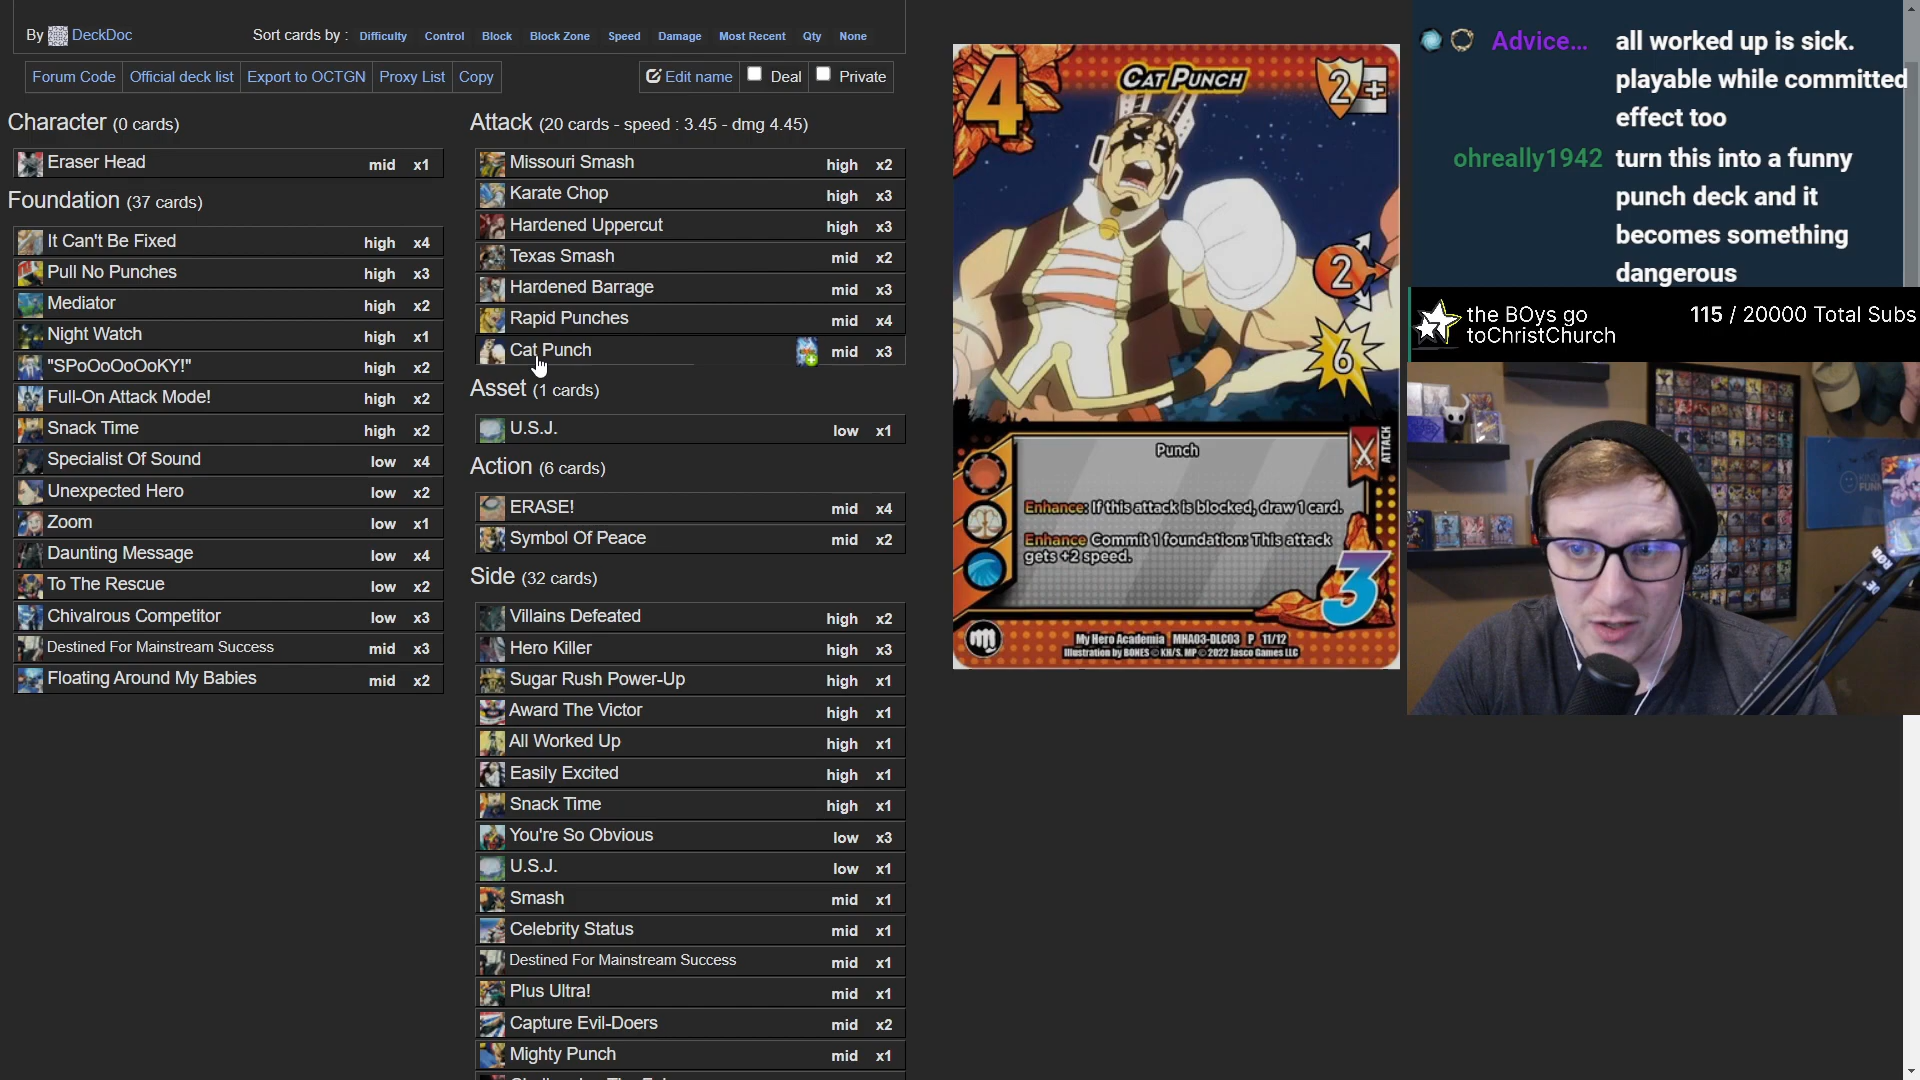 By DeckDoc
Sort cards by : Difficulty Control Block Block Zone Speed Damage Most Recent Qty None
Forum Code Official deck list Export to OCTGN Proxy List Copy
Edit name Deal Private
Character (0 cards)
Eraser Head mid x1
Foundation (37 cards)
It Can't Be Fixed high x4
Pull No Punches high x3
Mediator high x2
Night Watch high x1
"SPoOoOoOoKY!" high x2
Full-On Attack Mode! high x2
Snack Time high x2
Specialist Of Sound low x4
Unexpected Hero low x2
Zoom low x1
Daunting Message low x4
To The Rescue low x2
Chivalrous Competitor low x3
Destined For Mainstream Success mid x3
Floating Around My Babies mid x2
Attack (20 cards - speed : 3.45 - dmg 4.45)
Missouri Smash high x2
Karate Chop high x3
Hardened Uppercut high x3
Texas Smash mid x2
Hardened Barrage mid x3
Rapid Punches mid x4
Cat Punch mid x3
Asset (1 cards)
U.S.J. low x1
Action (6 cards)
ERASE! mid x4
Symbol Of Peace mid x2
Side (32 cards)
Villains Defeated high x2
Hero Killer high x3
Sugar Rush Power-Up high x1
Award The Victor high x1
All Worked Up high x1
Easily Excited high x1
Snack Time high x1
You're So Obvious low x3
U.S.J. low x1
Smash mid x1
Celebrity Status mid x1
Destined For Mainstream Success mid x1
Plus Ultra! mid x1
Capture Evil-Doers mid x2
Mighty Punch mid x1
4
CAT PUNCH
2 +
2
6
ATTACK
Punch
Enhance: If this attack is blocked, draw 1 card.
Enhance Commit 1 foundation: This attack
gets +2 speed.
3
My Hero Academia MHA03-DLC03 P 11/12
Illustration by BONES © KH/S, MP © 2022 Jasco Games LLC
Advice... all worked up is sick.
playable while committed
effect too
ohreally1942 turn this into a funny
punch deck and it
becomes something
dangerous
the BOys go
toChristChurch
115 / 20000 Total Subs